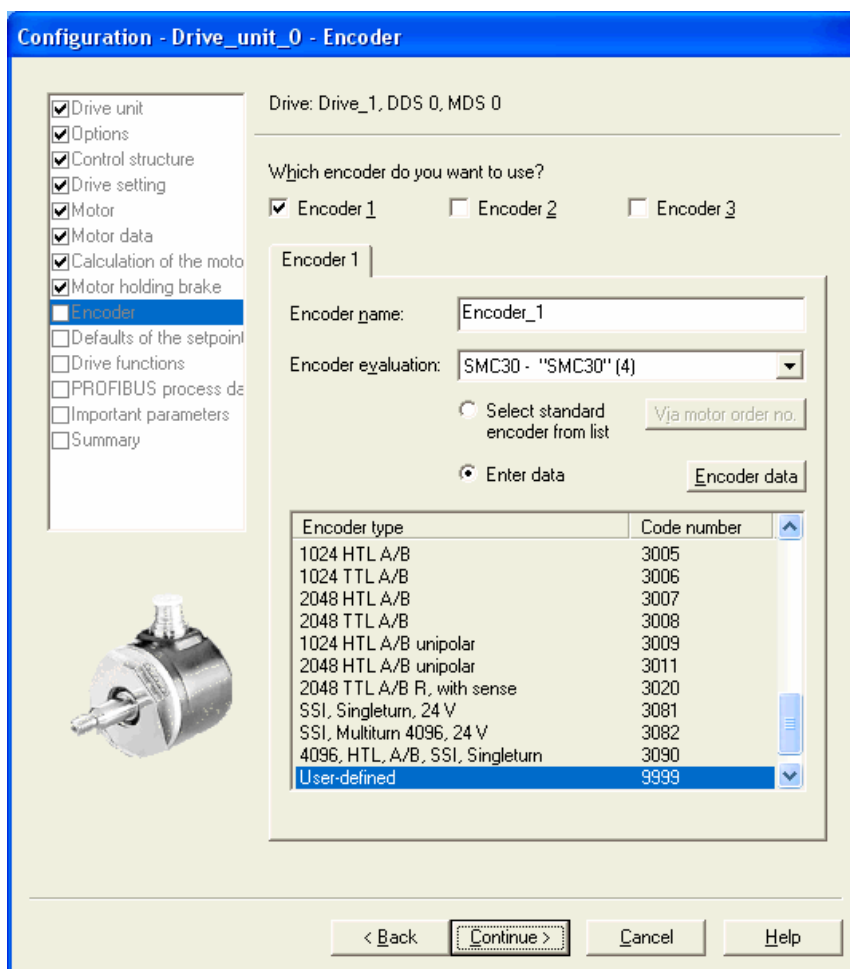 Configuration - Drive_unit_0 - Encoder
Drive unit
Options
Control structure
Drive setting
Motor
Motor data
Calculation of the moto
Motor holding brake
Encoder
Defaults of the setpoint
Drive functions
PROFIBUS process da
Important parameters
Summary
Drive: Drive_1, DDS 0, MDS 0
Which encoder do you want to use?
Encoder 1 Encoder 2 Encoder 3
Encoder 1
Encoder name: Encoder_1
Encoder evaluation: SMC30 - "SMC30" (4)
Select standard encoder from list Via motor order no.
Enter data Encoder data
Encoder type Code number
1024 HTL A/B 3005
1024 TTL A/B 3006
2048 HTL A/B 3007
2048 TTL A/B 3008
1024 HTL A/B unipolar 3009
2048 HTL A/B unipolar 3011
2048 TTL A/B R, with sense 3020
SSI, Singleturn, 24 V 3081
SSI, Multiturn 4096, 24 V 3082
4096, HTL, A/B, SSI, Singleturn 3090
User-defined 9999
< Back Continue > Cancel Help